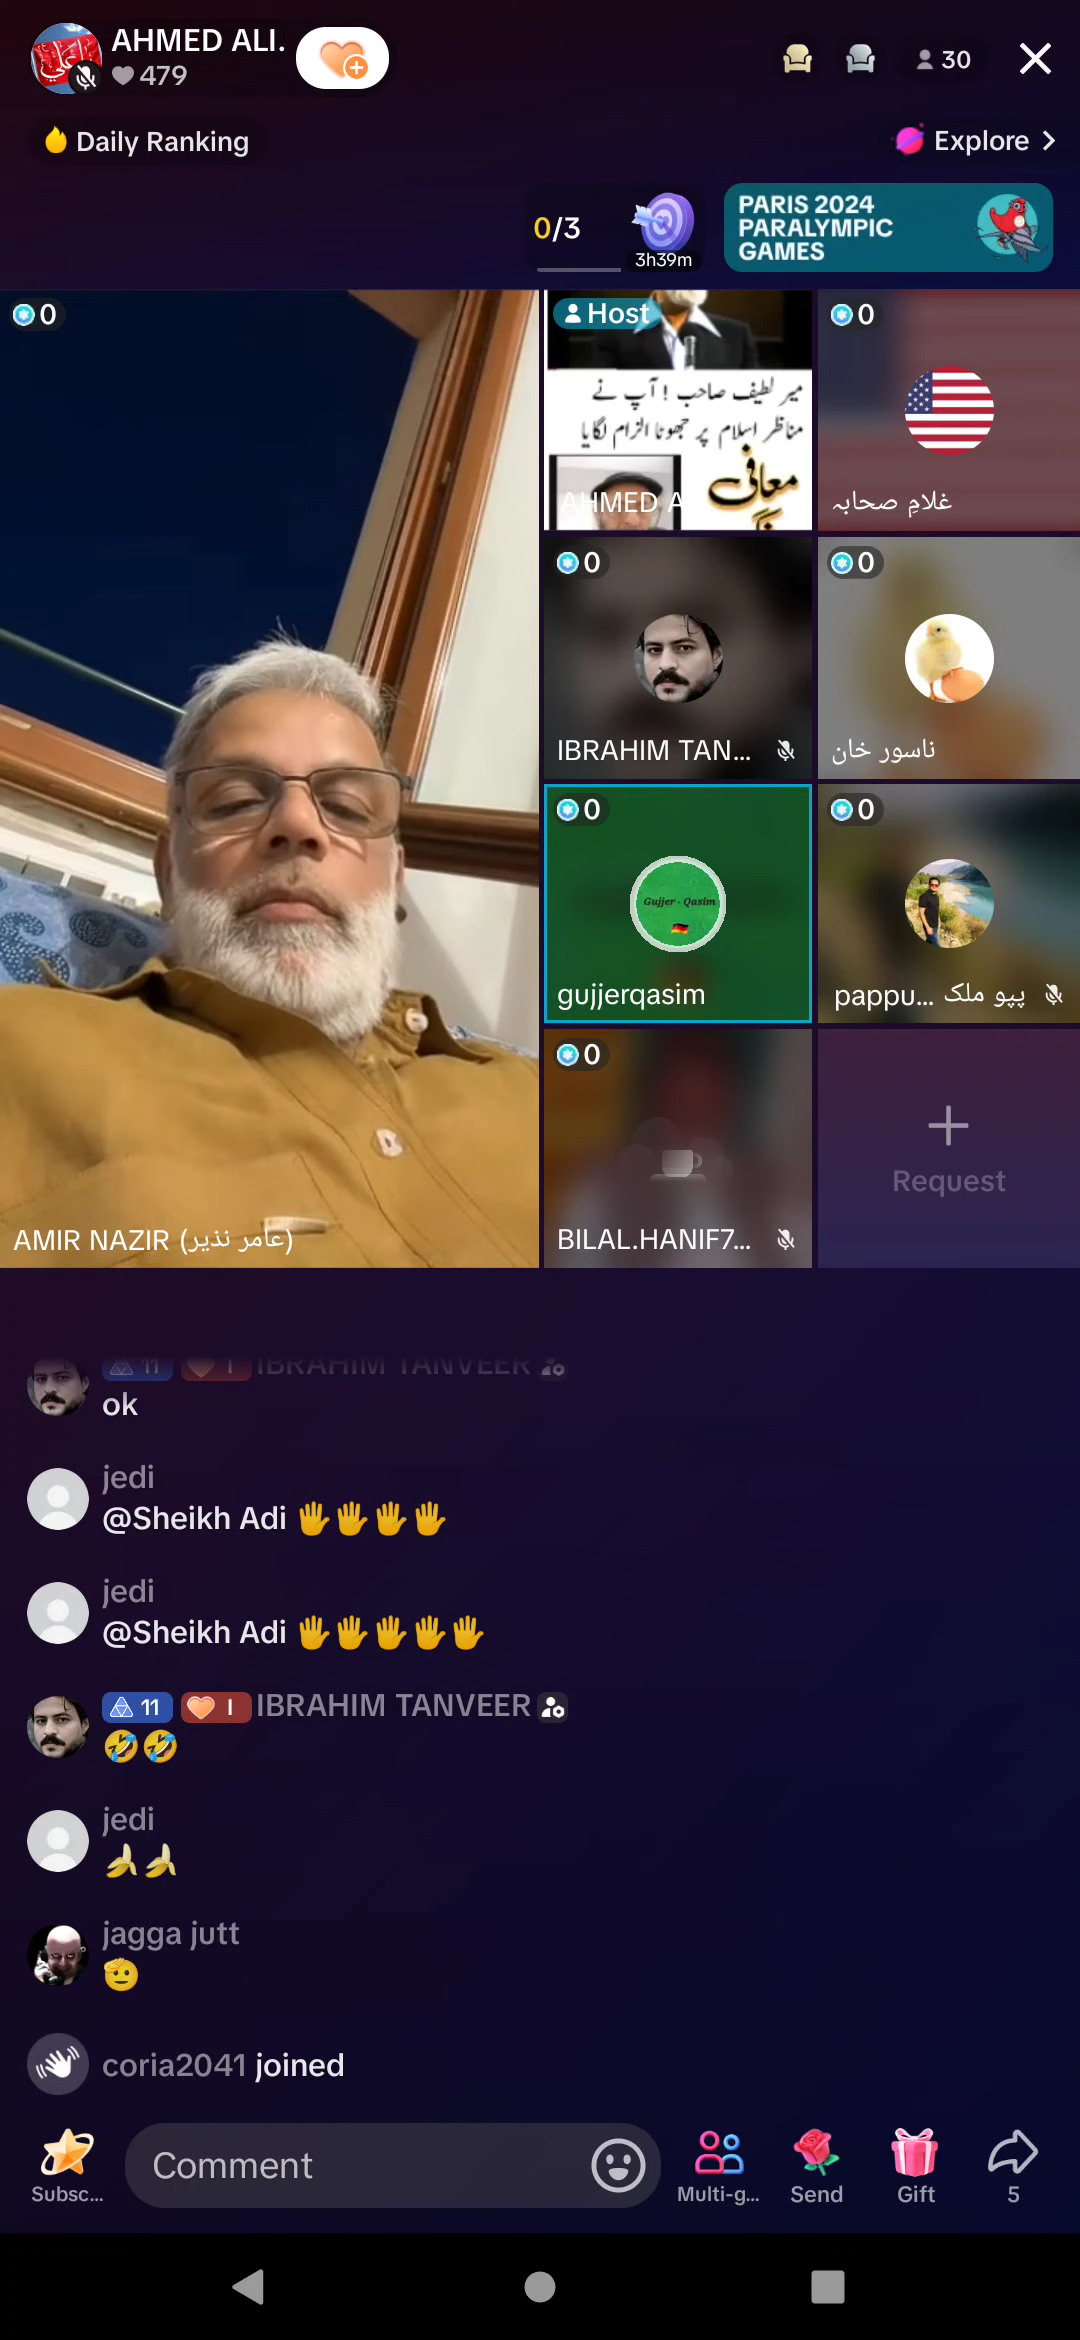 AHMED ALI.
479
30
Daily Ranking
Explore
0/3
3h39m
PARIS 2024
PARALYMPIC
GAMES
0
Host
میر لطیف صاحب ! آپ نے
مناظر اسلام پر جھوٹا الزام لگایا
معافی
AHMED A
0
غلامِ صحابہ
0
IBRAHIM TAN...
0
ناسور خان
0
Gujjer - Qasim
gujjerqasim
0
pappu... پپو ملک
AMIR NAZIR (عامر نذیر)
0
BILAL.HANIF7...
Request
11 I IBRAHIM TANVEER
ok
jedi
@Sheikh Adi 🖐🖐🖐🖐
jedi
@Sheikh Adi 🖐🖐🖐🖐🖐
11 I IBRAHIM TANVEER
🤣🤣
jedi
🍌🍌
jagga jutt
🫡
coria2041 joined
Subsc...
Comment
Multi-g...
Send
Gift
5